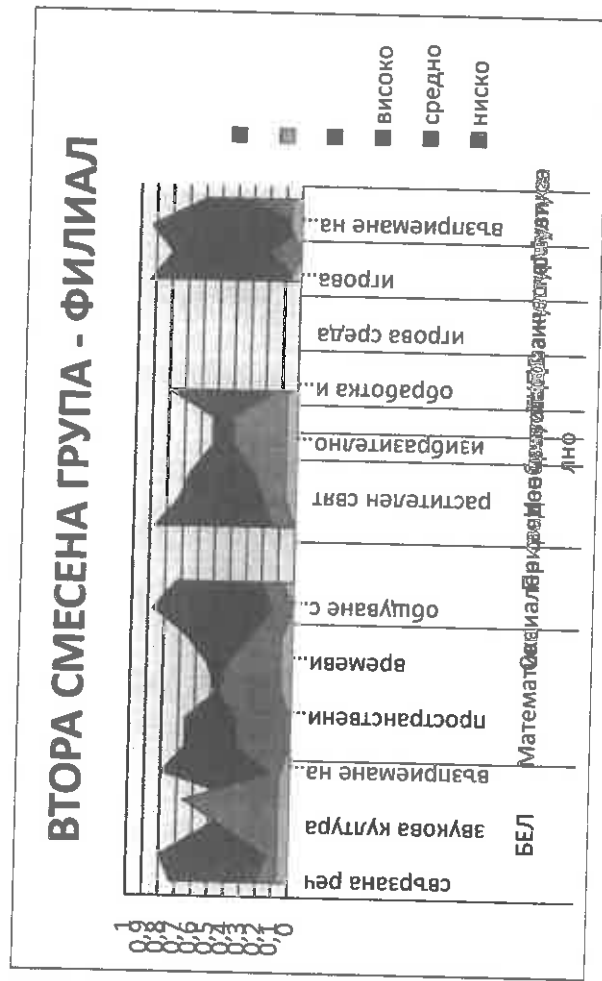 ВТОРА СМЕСЕНА ГРУПА - ФИЛИАЛ
1
0,9
0,8
0,7
0,6
0,5
0,4
0,3
0,2
0,1
0
свързана реч
звукова култура
възприемане на
пространствени...
времеви...
общуване с..
растителен свят
изобразително...
обработка и...
игрова среда
игрова...
възприемане на...
БЕЛ
лно
високо
средно
ниско